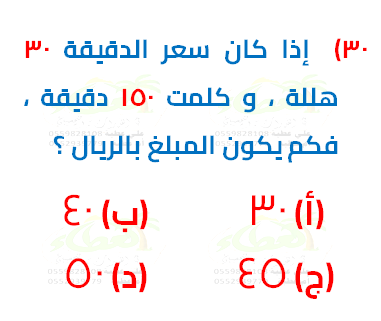 ٣٠) إذا كان سعر الدقيقة ٣٠
هللة ، و كلمت ١٥٠ دقيقة ،
فكم يكون المبلغ بالريال ؟
(أ) ٣٠ (ب) ٤٠
(ج) ٤٥ (د) ٥٠